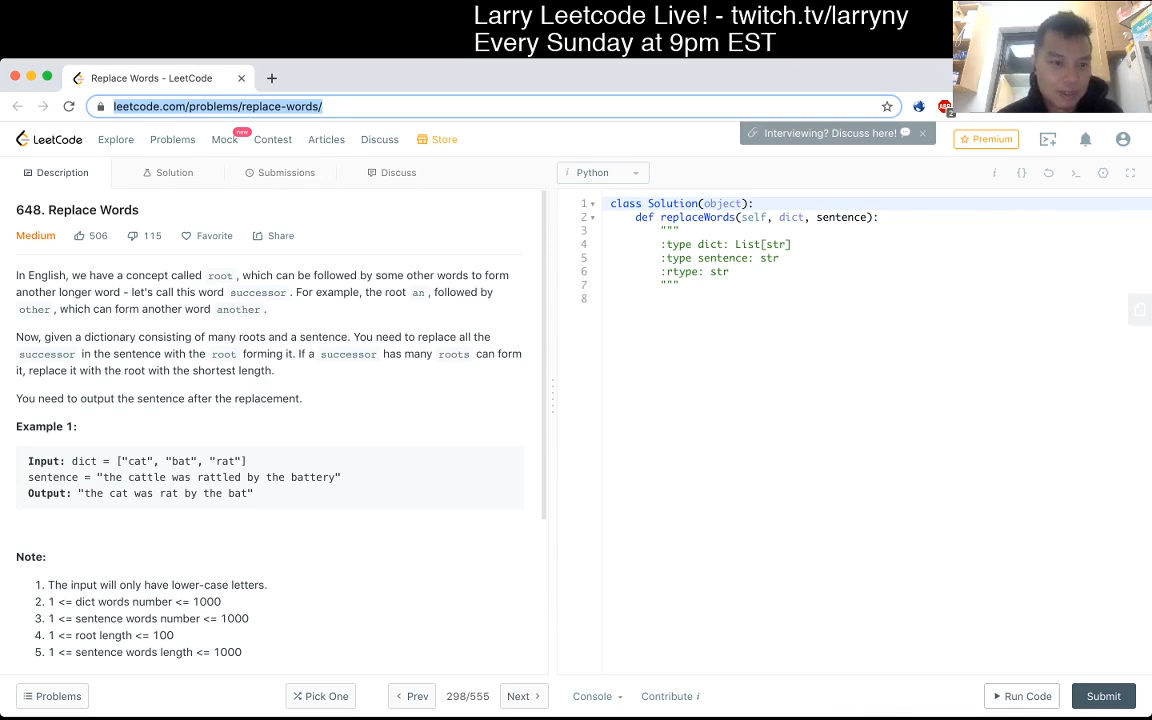 Larry Leetcode Live! - twitch.tv/larryny
Every Sunday at 9pm EST
Replace Words - LeetCode
leetcode.com/problems/replace-words/
2
LeetCode
Explore
Problems
Mock
new
Contest
Articles
Discuss
Store
Interviewing? Discuss here!
Premium
Description
Solution
Submissions
Discuss
648. Replace Words
Medium
506
115
Favorite
Share
In English, we have a concept called root, which can be followed by some other words to form
another longer word - let's call this word successor. For example, the root an, followed by
other, which can form another word another.
Now, given a dictionary consisting of many roots and a sentence. You need to replace all the
successor in the sentence with the root forming it. If a successor has many roots can form
it, replace it with the root with the shortest length.
You need to output the sentence after the replacement.
Example 1:
Input: dict = ["cat", "bat", "rat"]
sentence = "the cattle was rattled by the battery"
Output: "the cat was rat by the bat"
Note:
1. The input will only have lower-case letters.
2. 1 <= dict words number <= 1000
3. 1 <= sentence words number <= 1000
4. 1 <= root length <= 100
5. 1 <= sentence words length <= 1000
Problems
Pick One
Prev
298/555
Next
i Python
i
{}
1 class Solution(object):
2 def replaceWords(self, dict, sentence):
3 """
4 :type dict: List[str]
5 :type sentence: str
6 :rtype: str
7 """
8
Console
Contribute i
Run Code
Submit